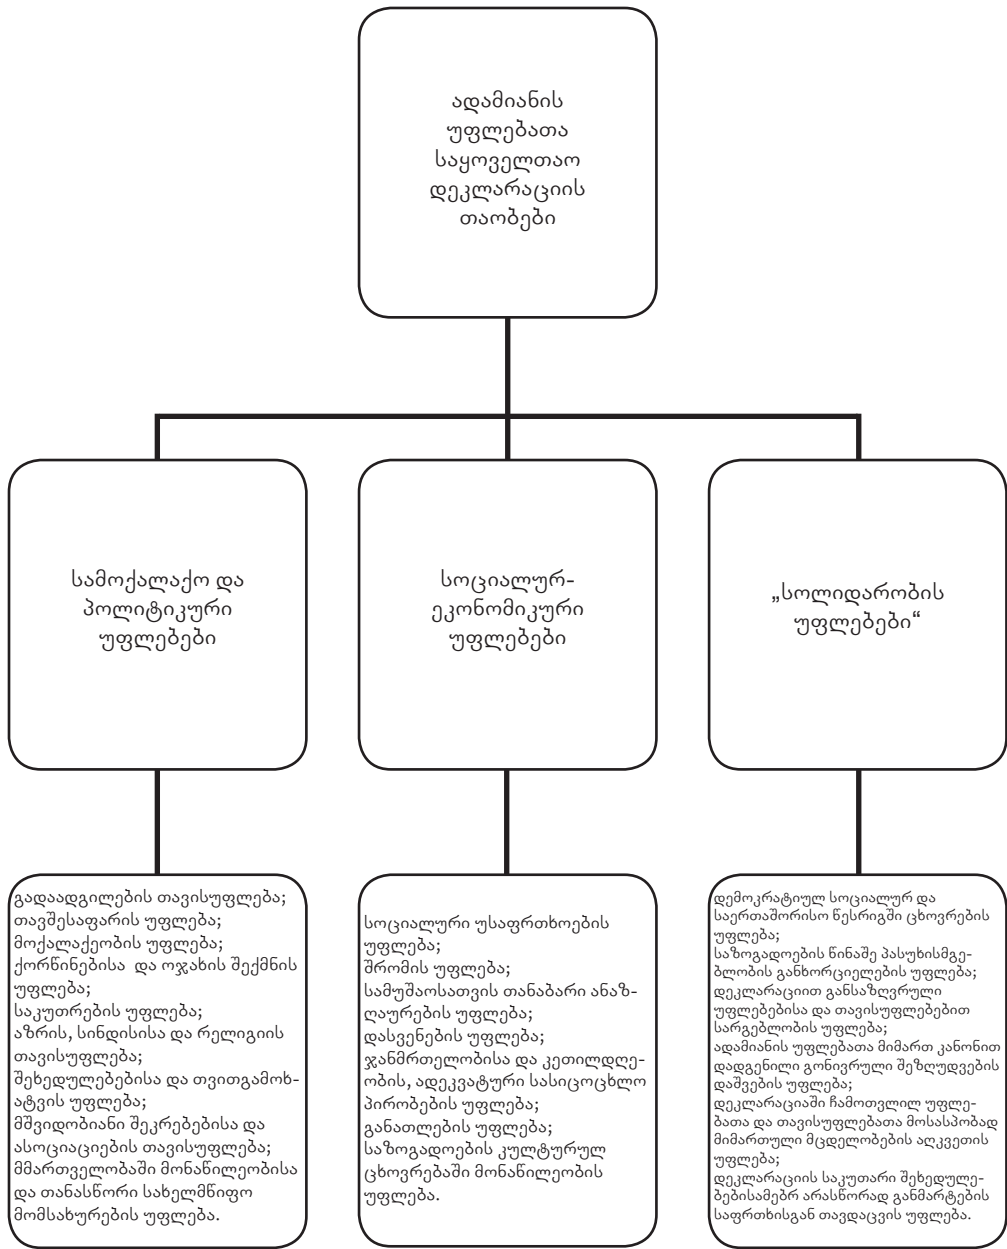 ადამიანის
უფლებათა
საყოველთაო
დეკლარაციის
თაობები
სამოქალაქო და
პოლიტიკური
უფლებები
სოციალურ-
ეკონომიკური
უფლებები
„სოლიდარობის
უფლებები“
გადაადგილების თავისუფლება;
თავშესაფარის უფლება;
მოქალაქეობის უფლება;
ქორწინებისა და ოჯახის შექმნის
უფლება;
საკუთრების უფლება;
აზრის, სინდისისა და რელიგიის
თავისუფლება;
შეხედულებებისა და თვითგამოხ-
ატვის უფლება;
მშვიდობიანი შეკრებებისა და
ასოციაციების თავისუფლება;
მმართველობაში მონაწილეობისა
და თანასწორი სახელმწიფო
მომსახურების უფლება.
სოციალური უსაფრთხოების
უფლება;
შრომის უფლება;
სამუშაოსათვის თანაბარი ანაზ-
ღაურების უფლება;
დასვენების უფლება;
ჯანმრთელობისა და კეთილდღე-
ობის, ადეკვატური სასიცოცხლო
პირობების უფლება;
განათლების უფლება;
საზოგადოების კულტურულ
ცხოვრებაში მონაწილეობის
უფლება.
დემოკრატიულ სოციალურ და
საერთაშორისო წესრიგში ცხოვრების
უფლება;
საზოგადოების წინაშე პასუხისმგე-
ბლობის განხორციელების უფლება;
დეკლარაციით განსაზღვრული
უფლებებისა და თავისუფლებებით
სარგებლობის უფლება;
ადამიანის უფლებათა მიმართ კანონით
დადგენილი გონივრული შეზღუდვების
დაშვების უფლება;
დეკლარაციაში ჩამოთვლილ უფლე-
ბათა და თავისუფლებათა მოსასპობად
მიმართული მცდელობების აღკვეთის
უფლება;
დეკლარაციის საკუთარი შეხედულე-
ბებისამებრ არასწორად განმარტების
საფრთხისგან თავდაცვის უფლება.